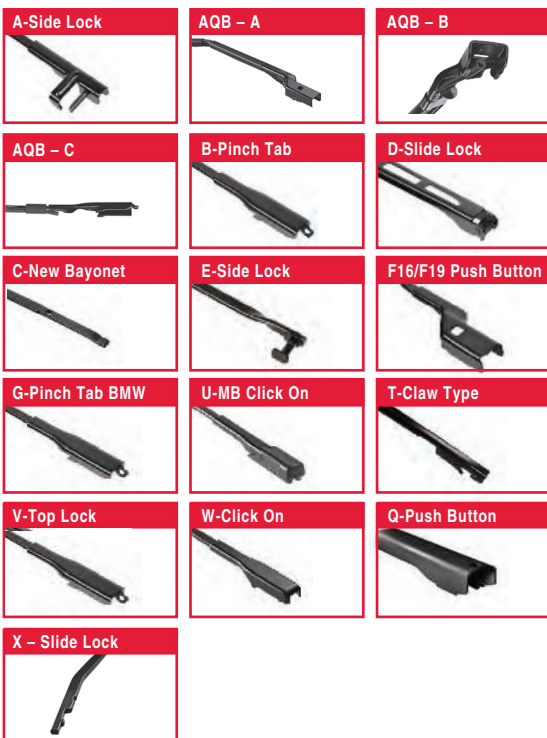 A-Side Lock
AQB – A
AQB – B
AQB – C
B-Pinch Tab
D-Slide Lock
C-New Bayonet
E-Side Lock
F16/F19 Push Button
G-Pinch Tab BMW
U-MB Click On
T-Claw Type
V-Top Lock
W-Click On
Q-Push Button
X – Slide Lock